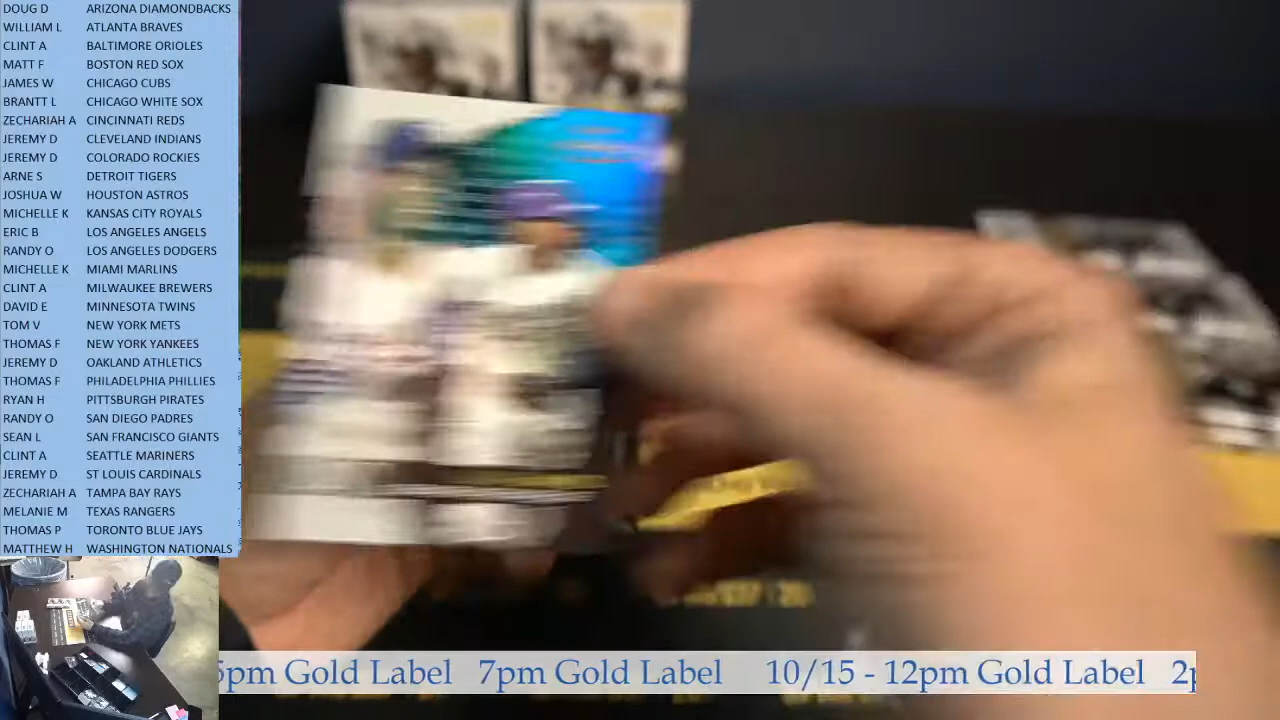 DOUG D ARIZONA DIAMONDBACKS
WILLIAM L ATLANTA BRAVES
CLINT A BALTIMORE ORIOLES
MATT F BOSTON RED SOX
JAMES W CHICAGO CUBS
BRANTT L CHICAGO WHITE SOX
ZECHARIAH A CINCINNATI REDS
JEREMY D CLEVELAND INDIANS
JEREMY D COLORADO ROCKIES
ARNE S DETROIT TIGERS
JOSHUA W HOUSTON ASTROS
MICHELLE K KANSAS CITY ROYALS
ERIC B LOS ANGELES ANGELS
RANDY O LOS ANGELES DODGERS
MICHELLE K MIAMI MARLINS
CLINT A MILWAUKEE BREWERS
DAVID E MINNESOTA TWINS
TOM V NEW YORK METS
THOMAS F NEW YORK YANKEES
JEREMY D OAKLAND ATHLETICS
THOMAS F PHILADELPHIA PHILLIES
RYAN H PITTSBURGH PIRATES
RANDY O SAN DIEGO PADRES
SEAN L SAN FRANCISCO GIANTS
CLINT A SEATTLE MARINERS
JEREMY D ST LOUIS CARDINALS
ZECHARIAH A TAMPA BAY RAYS
MELANIE M TEXAS RANGERS
THOMAS P TORONTO BLUE JAYS
MATTHEW H WASHINGTON NATIONALS
5pm Gold Label 7pm Gold Label 10/15 - 12pm Gold Label